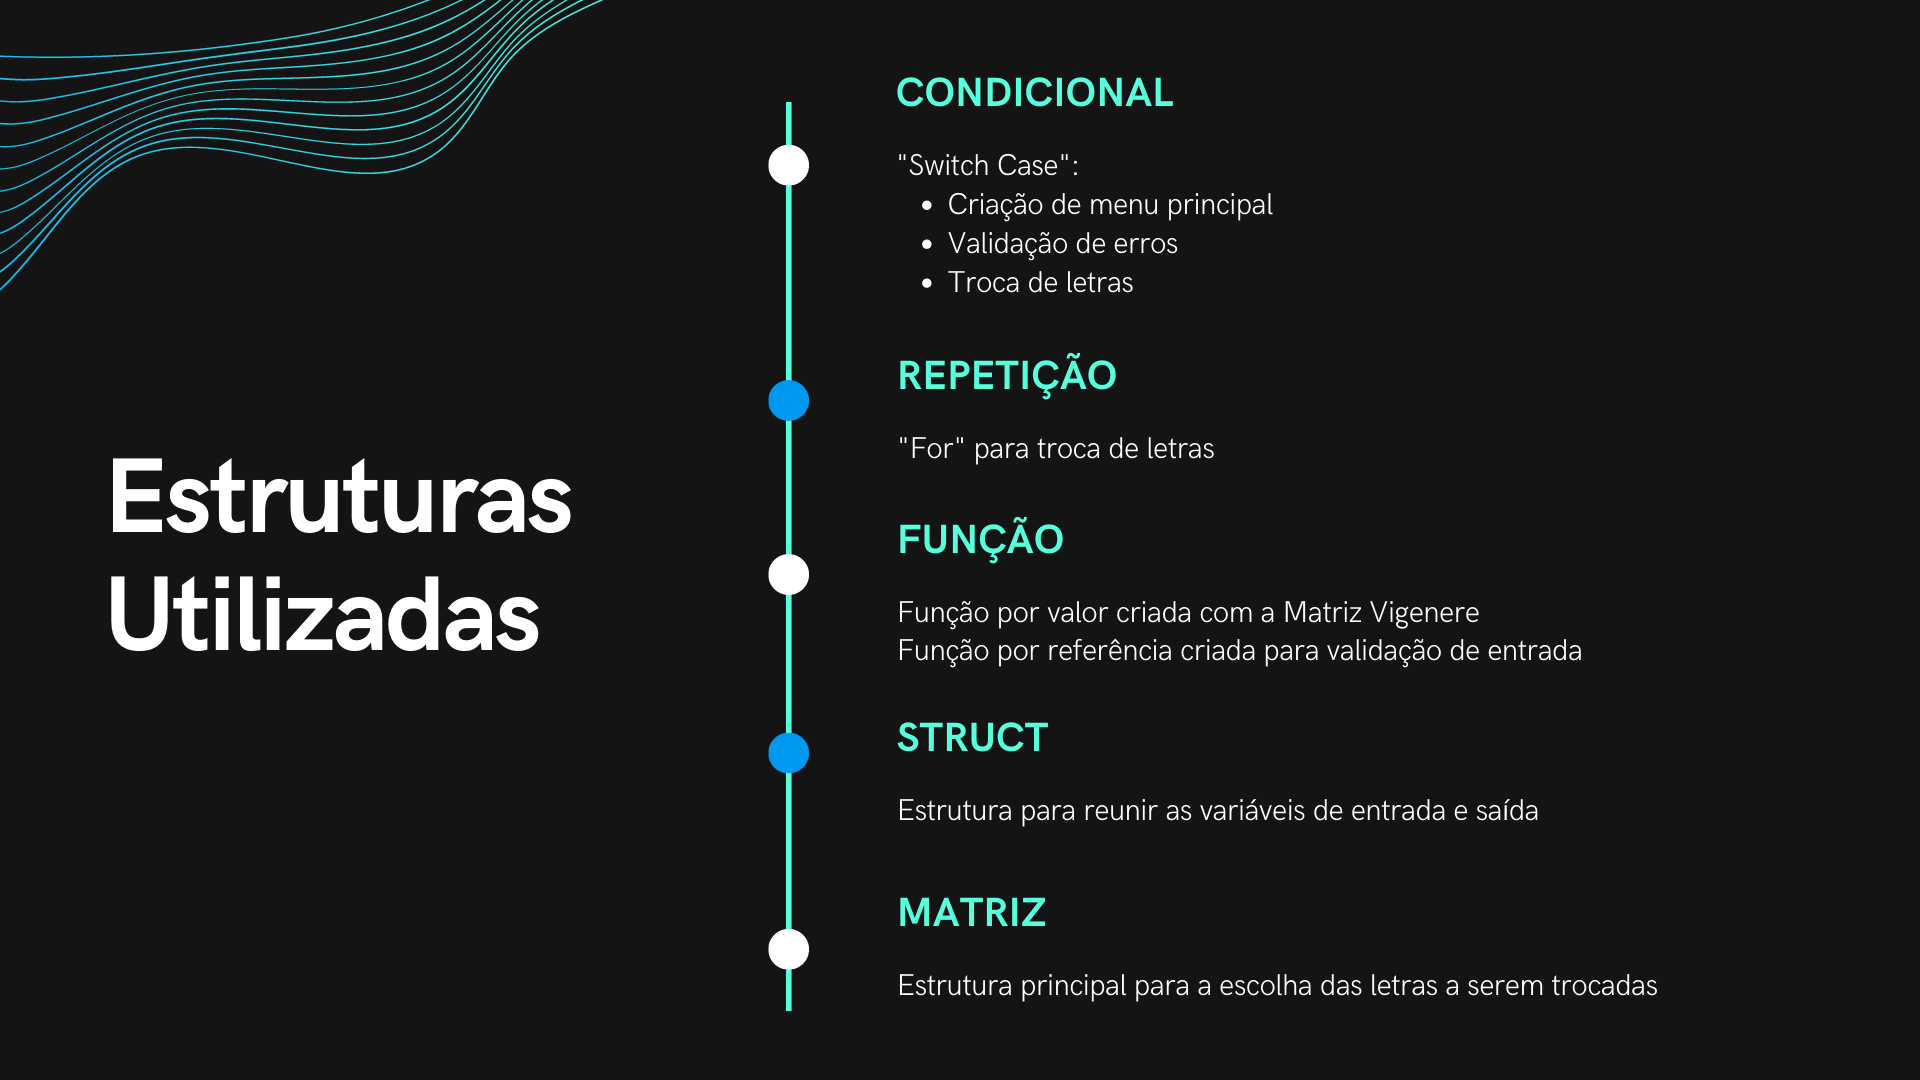 Estruturas
Utilizadas
CONDICIONAL
"Switch Case":
• Criação de menu principal
• Validação de erros
• Troca de letras
REPETIÇÃO
"For" para troca de letras
FUNÇÃO
Função por valor criada com a Matriz Vigenere
Função por referência criada para validação de entrada
STRUCT
Estrutura para reunir as variáveis de entrada e saída
MATRIZ
Estrutura principal para a escolha das letras a serem trocadas